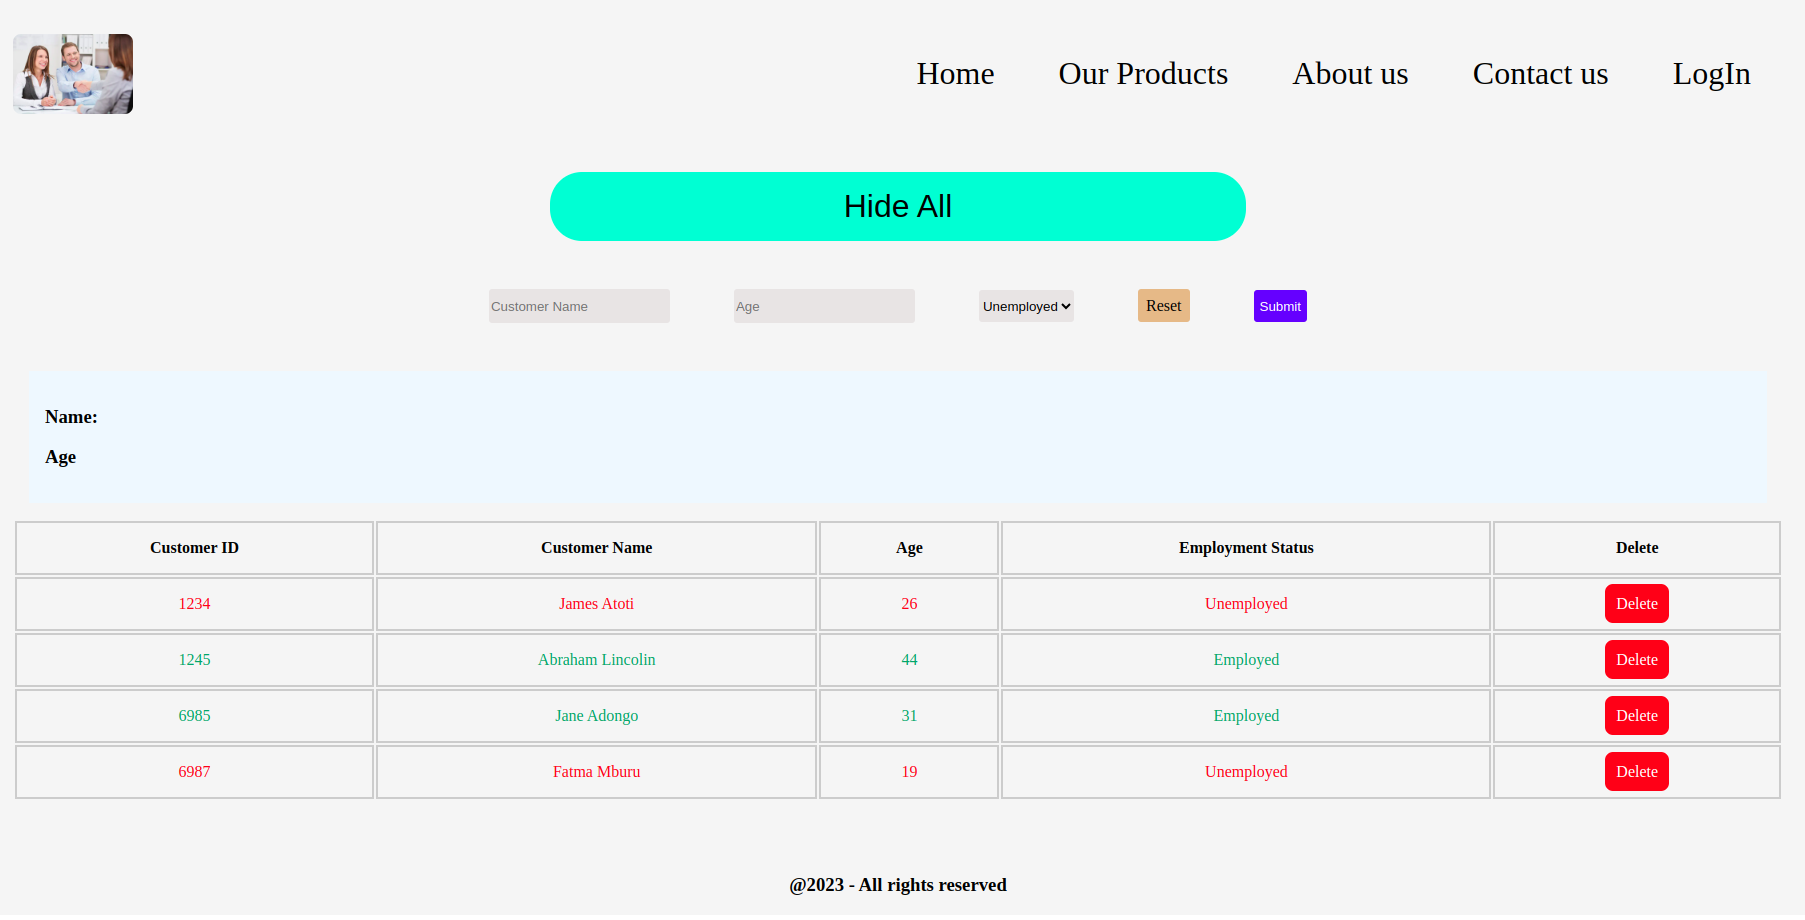 Home Our Products About us Contact us LogIn
Hide All
Customer Name Age Unemployed Reset Submit
Name:
Age
Customer ID Customer Name Age Employment Status Delete
1234 James Atoti 26 Unemployed Delete
1245 Abraham Lincolin 44 Employed Delete
6985 Jane Adongo 31 Employed Delete
6987 Fatma Mburu 19 Unemployed Delete
@2023 - All rights reserved